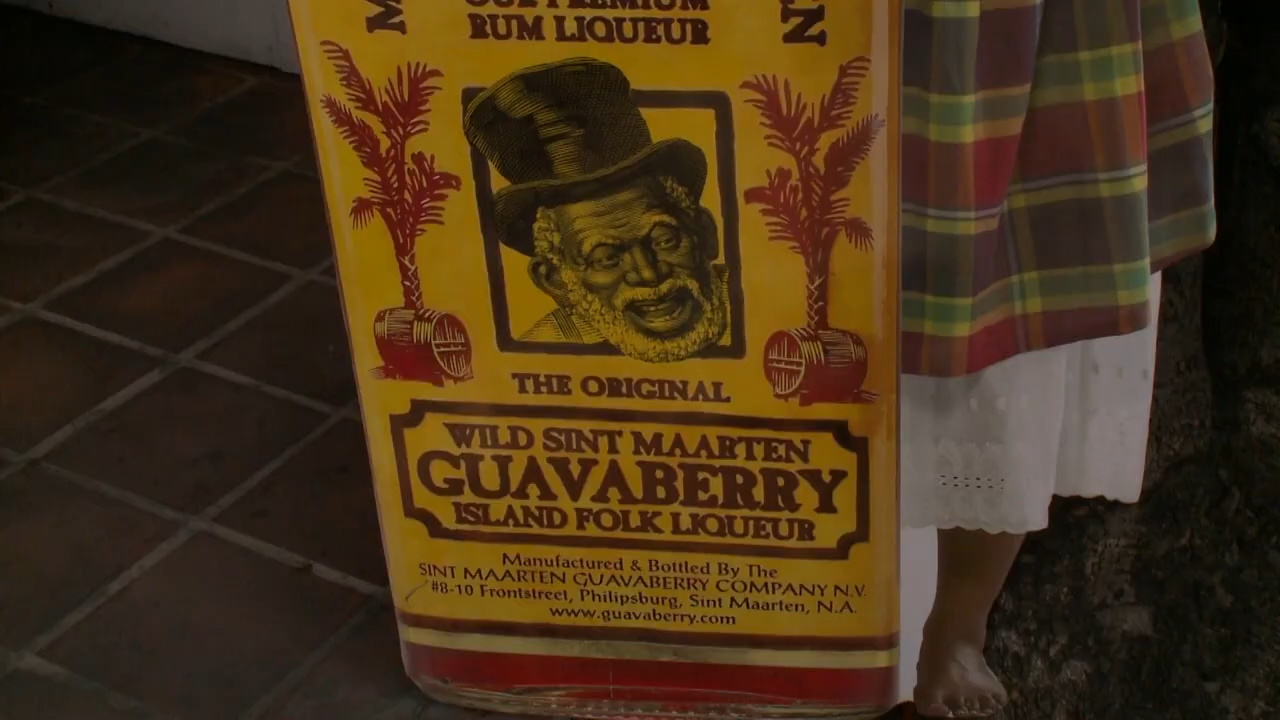 RUM LIQUEUR
THE ORIGINAL
WILD SINT MAARTEN
GUAVABERRY
ISLAND FOLK LIQUEUR
Manufactured & Bottled By The
SINT MAARTEN GUAVABERRY COMPANY N.V.
#8-10 Frontstreet, Philipsburg, Sint Maarten, N.A.
www.guavaberry.com